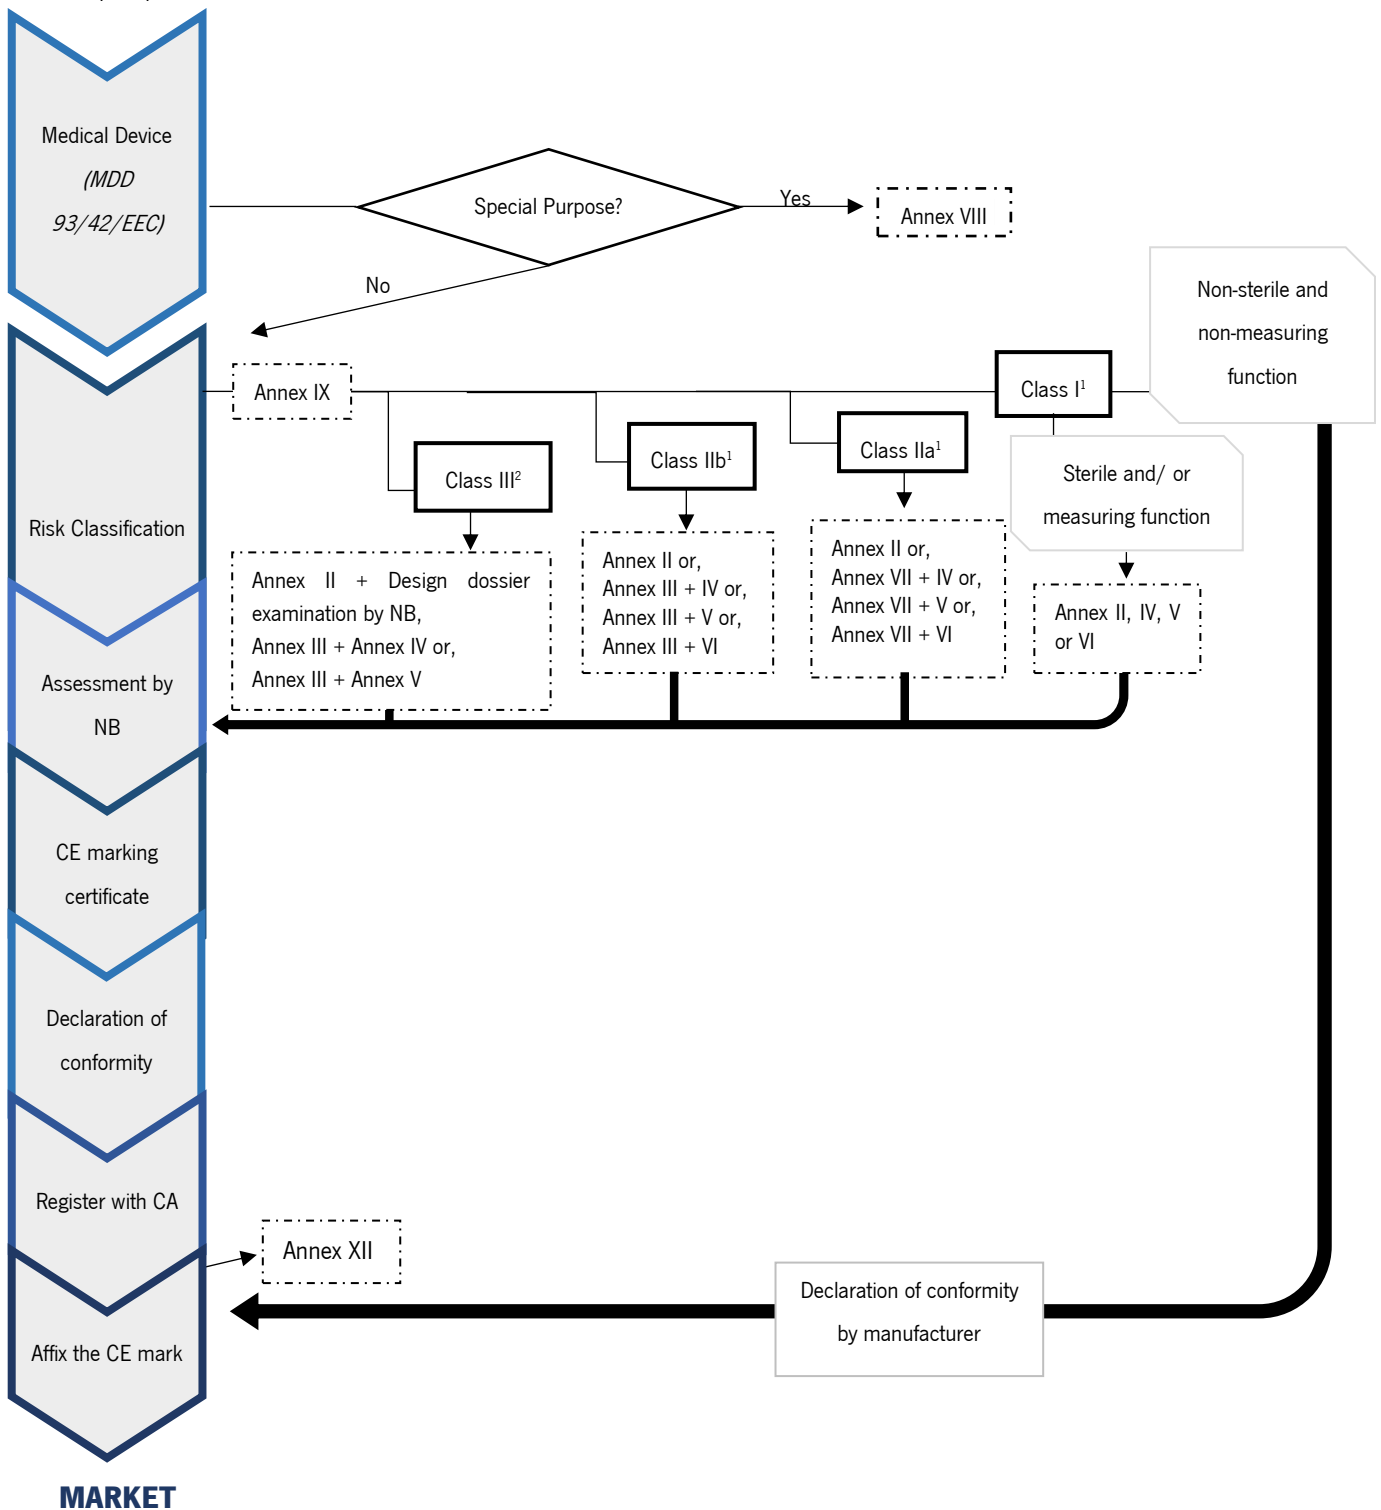 Medical Device
(MDD
93/42/EEC)
Special Purpose?
Yes
Annex VIII
No
Non-sterile and
non-measuring
function
Annex IX
Class I¹
Class IIa¹
Class IIb¹
Class III²
Sterile and/ or
measuring function
Risk Classification
Annex II + Design dossier
examination by NB,
Annex III + Annex IV or,
Annex III + Annex V
Annex II or,
Annex III + IV or,
Annex III + V or,
Annex III + VI
Annex II or,
Annex VII + IV or,
Annex VII + V or,
Annex VII + VI
Annex II, IV, V
or VI
Assessment by
NB
CE marking
certificate
Declaration of
conformity
Register with CA
Annex XII
Declaration of conformity
by manufacturer
Affix the CE mark
MARKET